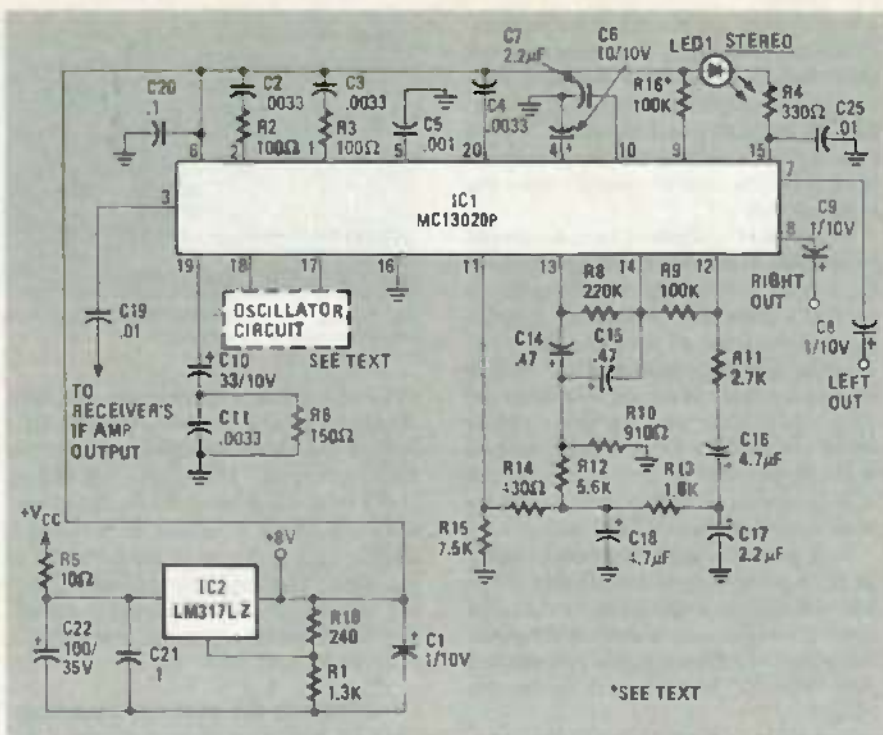 C7
2.2µF
C6
10/10V
LED1 STEREO
C20
.1
C2
.0033
C3
.0033
C5
.001
C4
.0033
R16*
100K
R4
330Ω
C25
.01
R2
100Ω
R3
100Ω
6
2
1
5
20
4
10
9
15
7
3
IC1
MC13020P
8
C9
1/10V
19
18
17
16
11
13
14
12
R8
220K
R9
100K
RIGHT
OUT
C19
.01
OSCILLATOR
CIRCUIT
SEE TEXT
C14
.47
C15
.47
C8
1/10V
LEFT
OUT
C10
33/10V
R11
2.7K
TO
RECEIVER'S
IF AMP
OUTPUT
C11
.0033
R6
150Ω
R10
910Ω
C16
4.7µF
R14
430Ω
R12
5.6K
R13
+VCC
+8V
R15
7.5K
C18
4.7µF
C17
2.2µF
R5
10Ω
IC2
LM317LZ
R18
240
C22
100/
35V
C21
R1
1.3K
C1
1/10V
*SEE TEXT